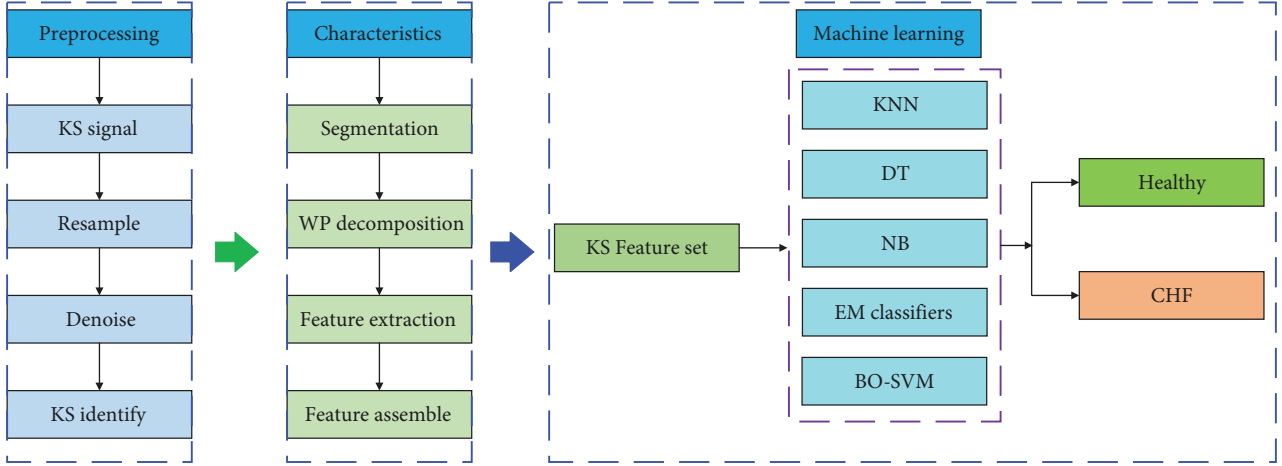 Preprocessing
KS signal
Resample
Denoise
KS identify
Characteristics
Segmentation
WP decomposition
Feature extraction
Feature assemble
Machine learning
KS Feature set
KNN
DT
NB
EM classifiers
BO-SVM
Healthy
CHF